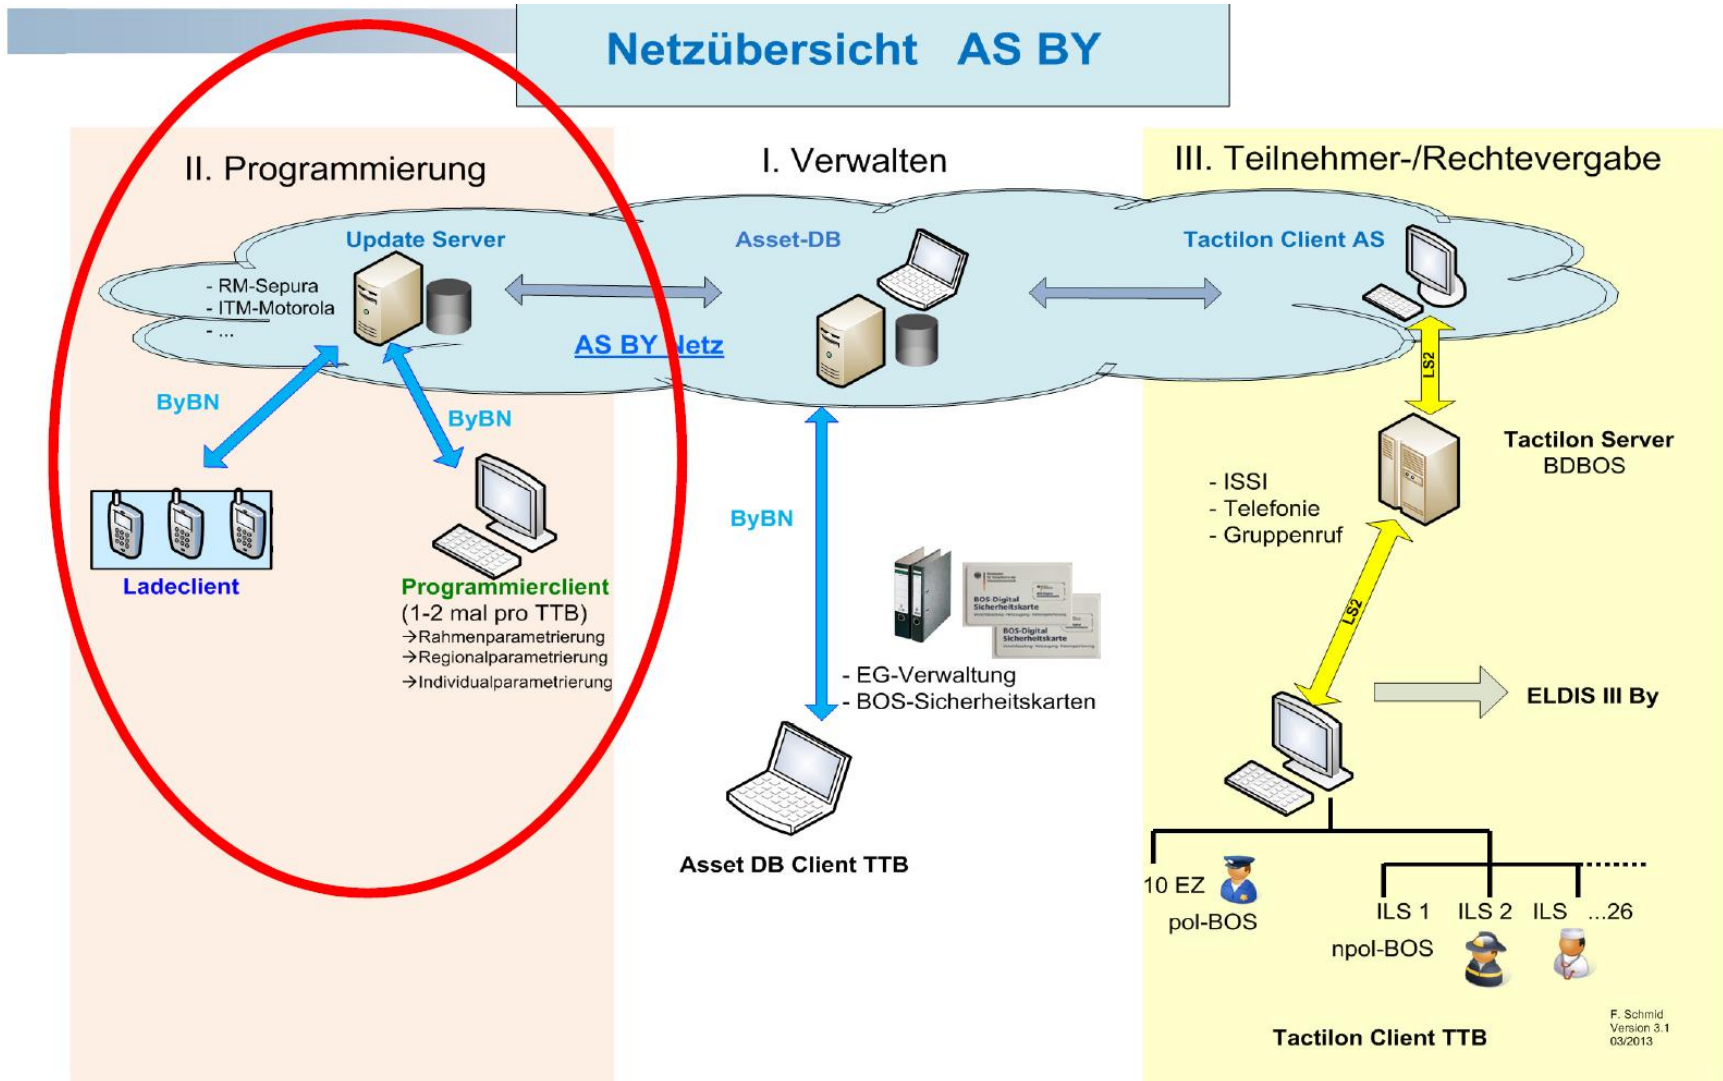 Netzübersicht AS BY
II. Programmierung
I. Verwalten
III. Teilnehmer-/Rechtevergabe
Update Server
Asset-DB
Tactilon Client AS
- RM-Sepura
- ITM-Motorola
- ...
AS BY Netz
LS2
ByBN
ByBN
Tactilon Server
BDBOS
- ISSI
- Telefonie
- Gruppenruf
ByBN
Ladeclient
Programmierclient
(1-2 mal pro TTB)
→Rahmenparametrierung
→Regionalparametrierung
→Individualparametrierung
BOS-Digital
Sicherheitskarte
BOS-Digital
Sicherheitskarte
LS2
- EG-Verwaltung
- BOS-Sicherheitskarten
ELDIS III By
Asset DB Client TTB
10 EZ
pol-BOS
ILS 1 ILS 2 ILS ...26
npol-BOS
Tactilon Client TTB
F. Schmid
Version 3.1
03/2013